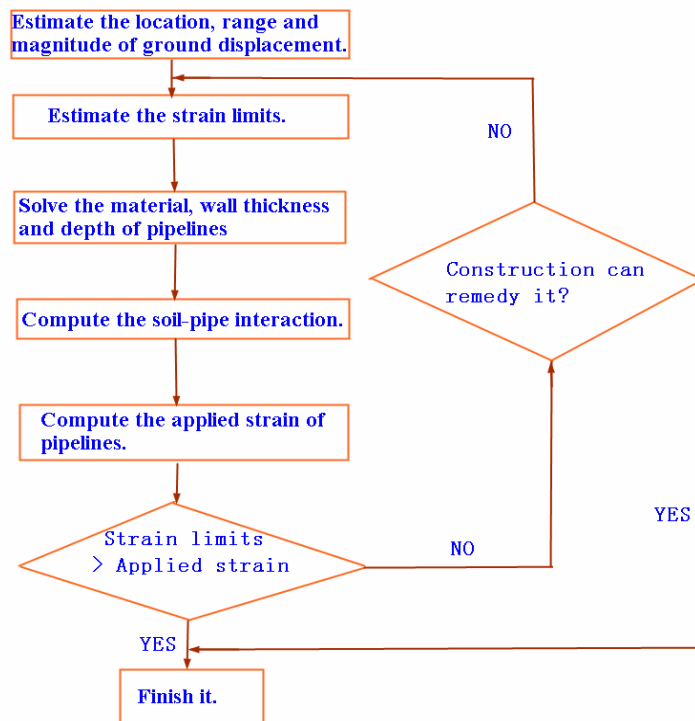 Estimate the location, range and
magnitude of ground displacement.
Estimate the strain limits.
NO
Solve the material, wall thickness
and depth of pipelines
Construction can
remedy it?
Compute the soil-pipe interaction.
Compute the applied strain of
pipelines.
YES
Strain limits
> Applied strain
NO
YES
Finish it.